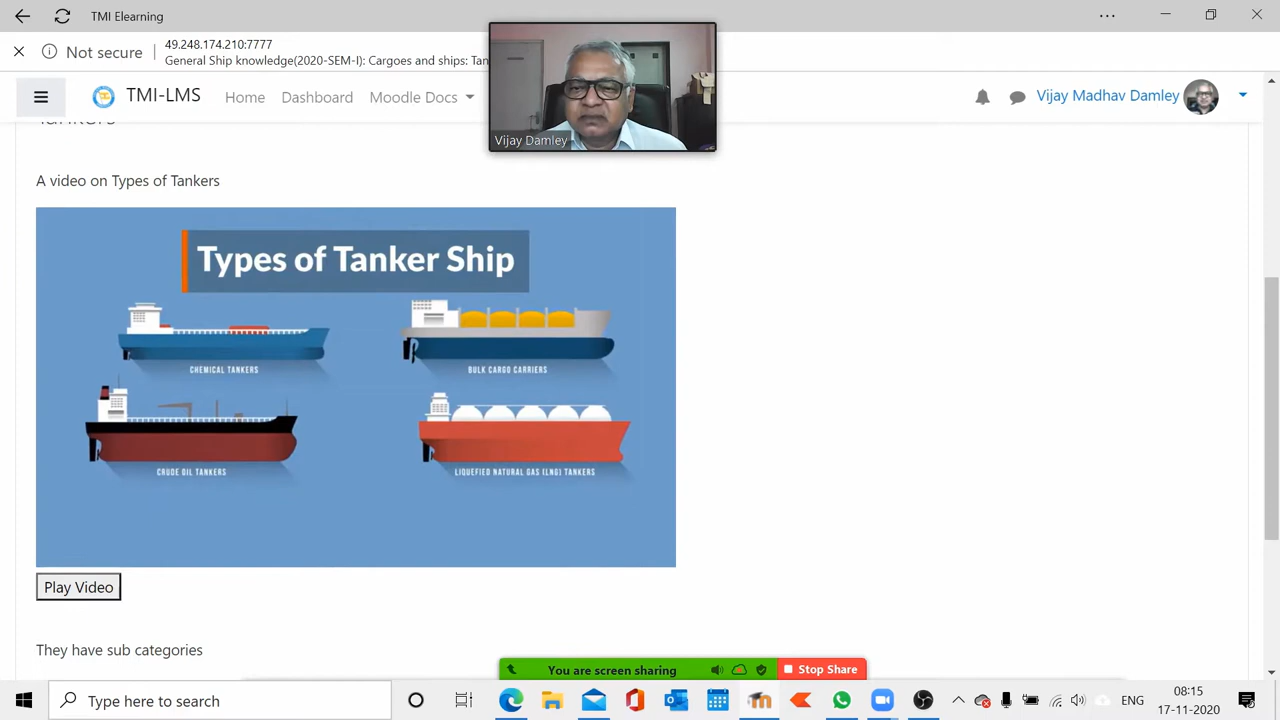 TMI Elearning
Not secure
49.248.174.210:7777
General Ship knowledge(2020-SEM-I): Cargoes and ships: Tan
TMI-LMS
Home
Dashboard
Moodle Docs
Vijay Madhav Damley
Vijay Damley
A video on Types of Tankers
Types of Tanker Ship
CHEMICAL TANKERS
BULK CARGO CARRIERS
CRUDE OIL TANKERS
LIQUEFIED NATURAL GAS (LNG) TANKERS
Play Video
They have sub categories
You are screen sharing
Stop Share
Type here to search
ENG
08:15
17-11-2020